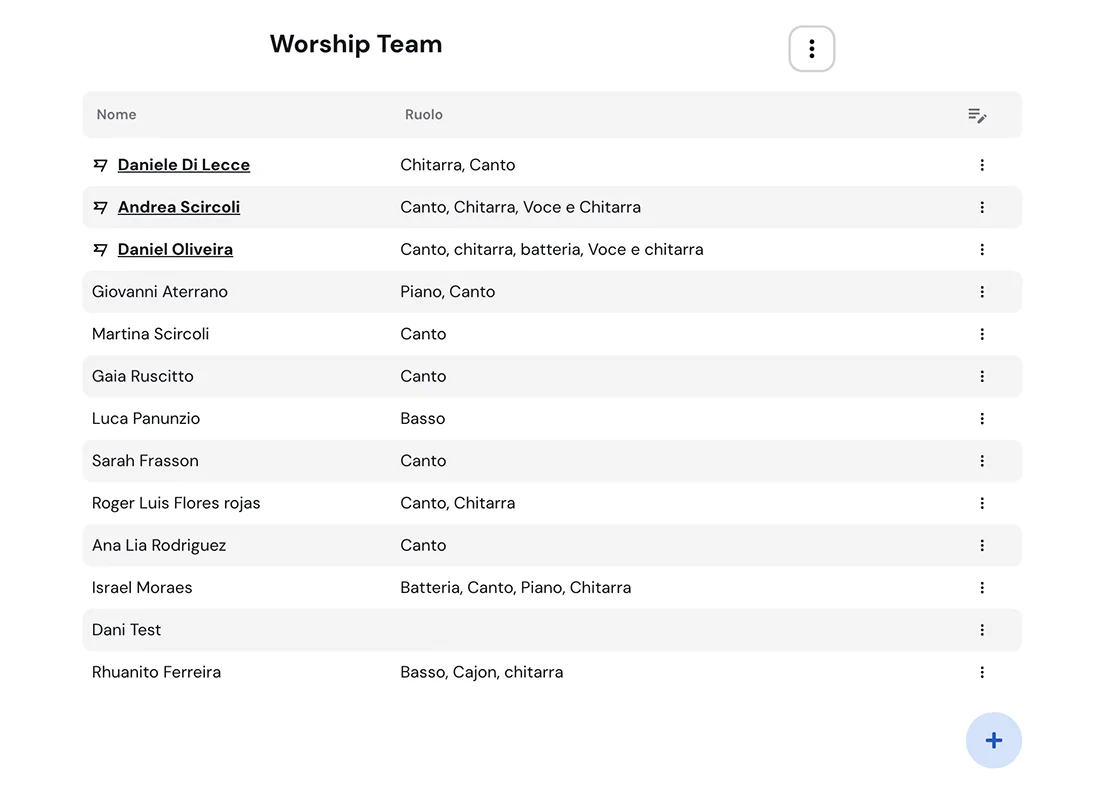 Worship Team
Nome Ruolo
Daniele Di Lecce Chitarra, Canto
Andrea Scircoli Canto, Chitarra, Voce e Chitarra
Daniel Oliveira Canto, chitarra, batteria, Voce e chitarra
Giovanni Aterrano Piano, Canto
Martina Scircoli Canto
Gaia Ruscitto Canto
Luca Panunzio Basso
Sarah Frasson Canto
Roger Luis Flores rojas Canto, Chitarra
Ana Lia Rodriguez Canto
Israel Moraes Batteria, Canto, Piano, Chitarra
Dani Test
Rhuanito Ferreira Basso, Cajon, chitarra